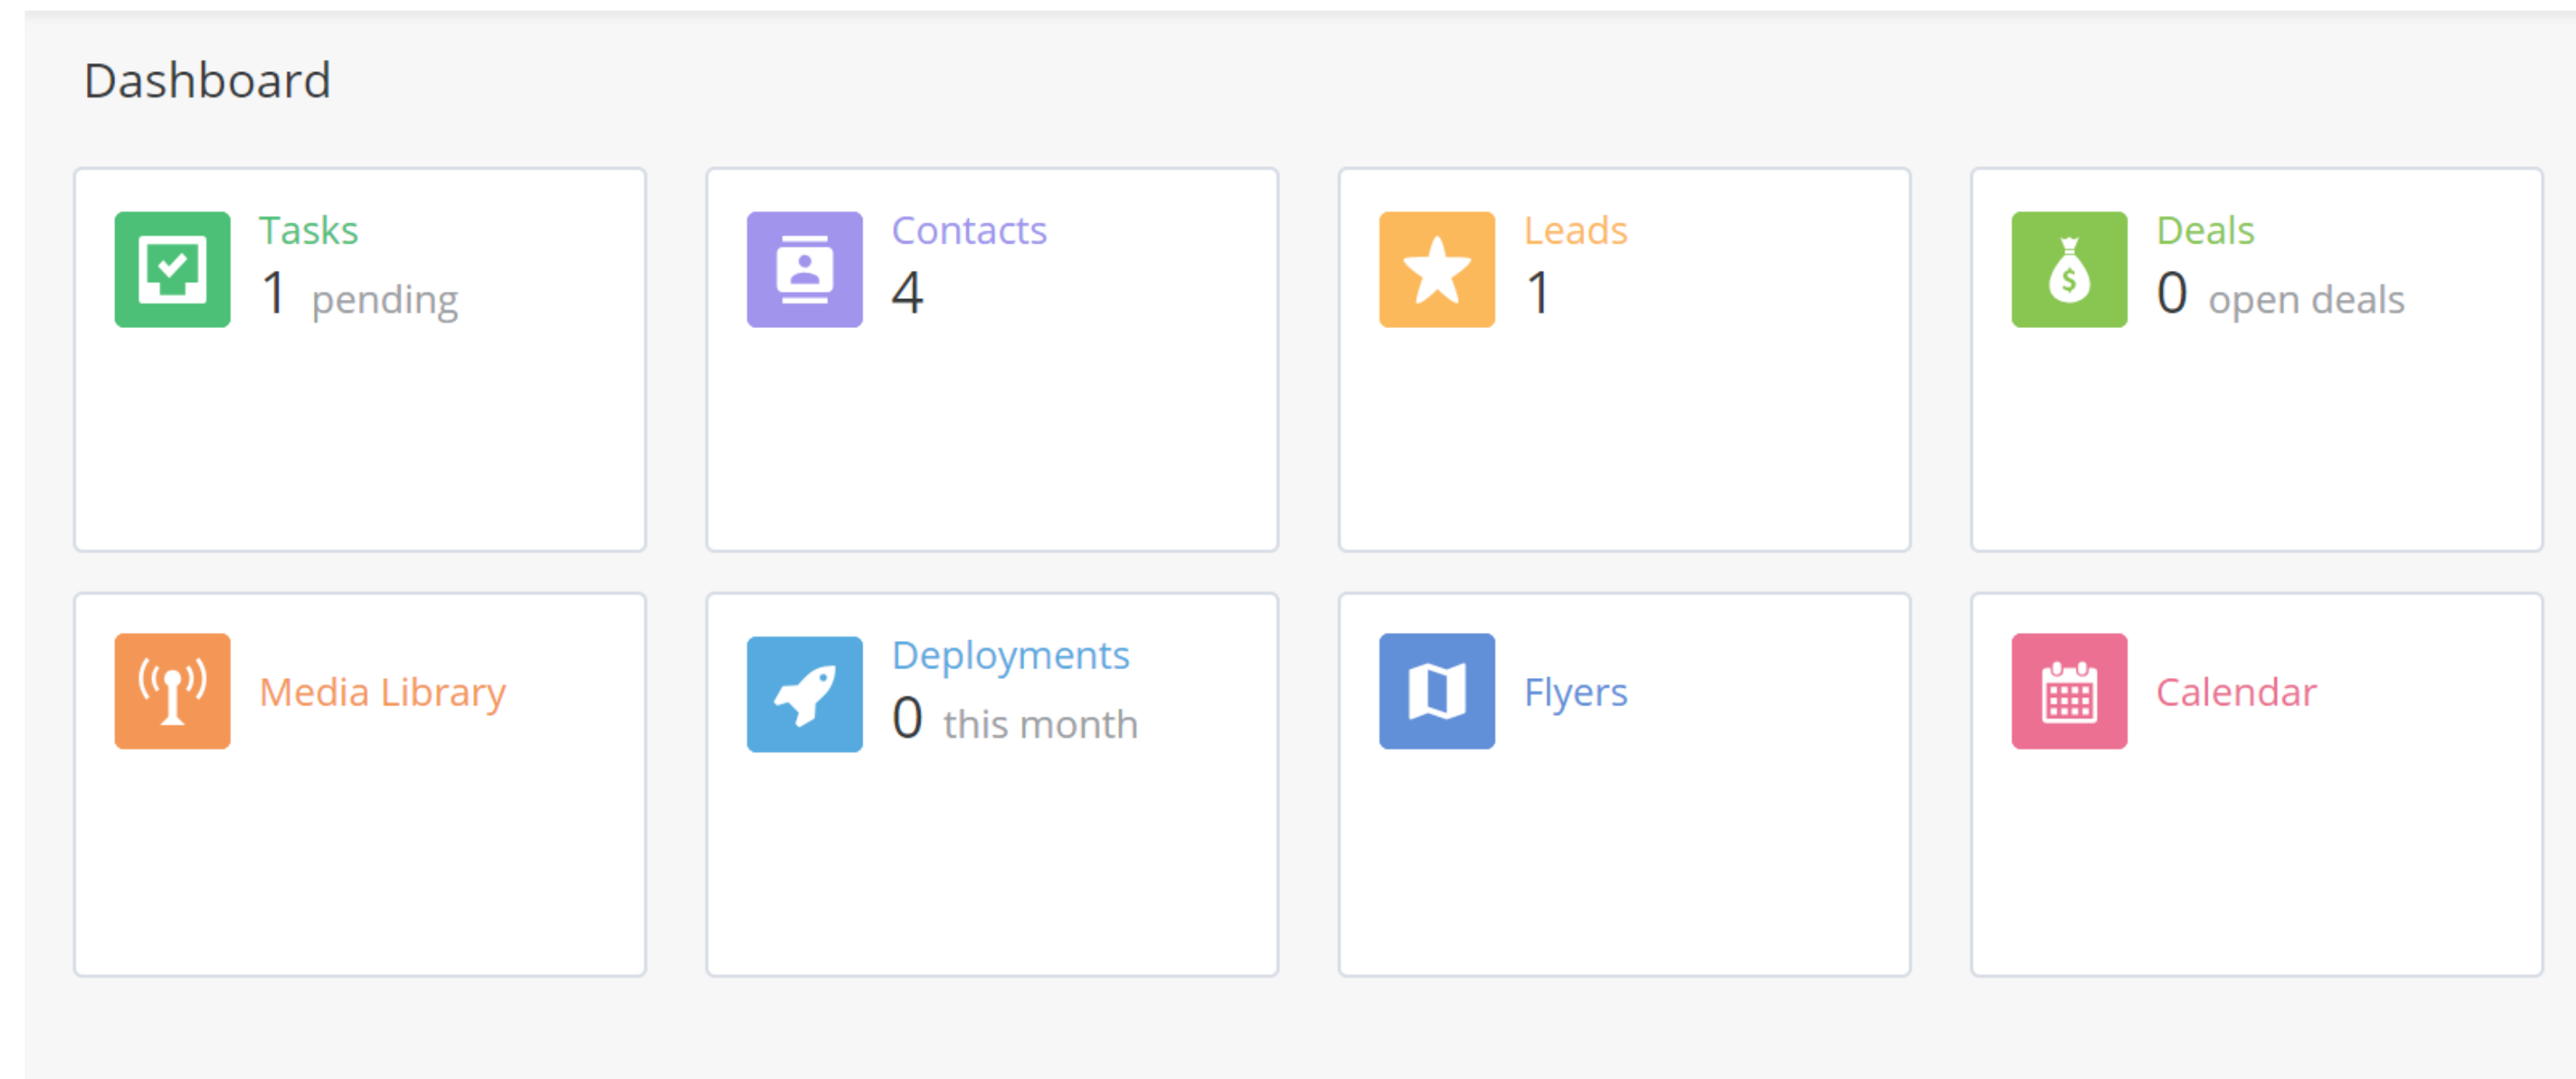 Dashboard
Tasks
1 pending
Contacts
4
Leads
1
$
Deals
0 open deals
Media Library
Deployments
0 this month
Flyers
Calendar